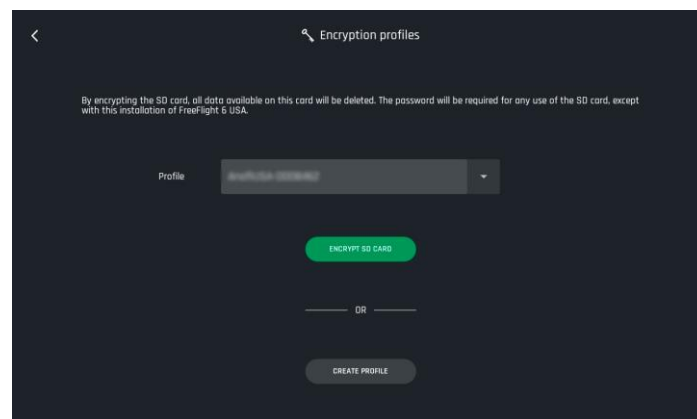 Encryption profiles
By encrypting the SD card, all data available on this card will be deleted. The password will be required for any use of the SD card, except
with this installation of FreeFlight 6 USA.
Profile
ENCRYPT SD CARD
OR
CREATE PROFILE